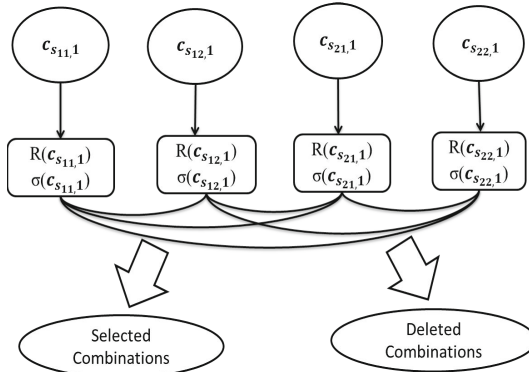 c_{s_{11},1} c_{s_{12},1} c_{s_{21},1} c_{s_{22},1}
R(c_{s_{11},1}) R(c_{s_{12},1}) R(c_{s_{21},1}) R(c_{s_{22},1})
σ(c_{s_{11},1}) σ(c_{s_{12},1}) σ(c_{s_{21},1}) σ(c_{s_{22},1})
Selected Deleted
Combinations Combinations